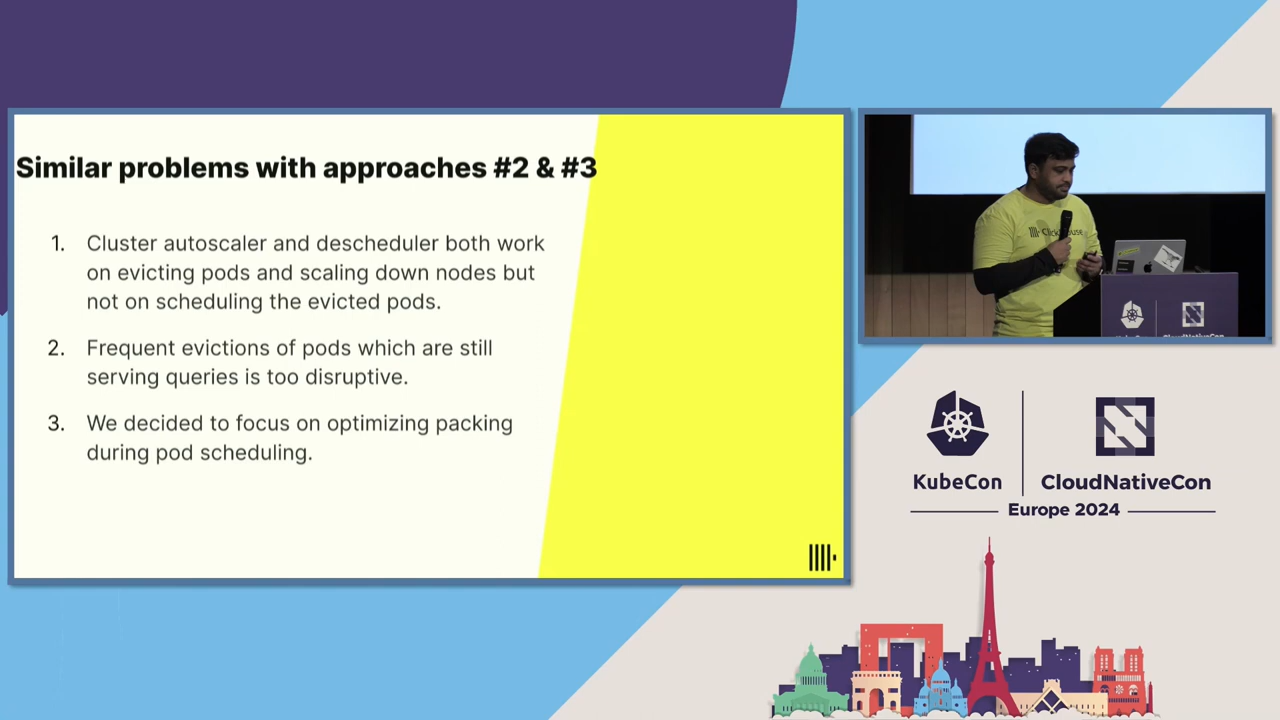 Similar problems with approaches #2 & #3
1. Cluster autoscaler and descheduler both work
on evicting pods and scaling down nodes but
not on scheduling the evicted pods.
2. Frequent evictions of pods which are still
serving queries is too disruptive.
3. We decided to focus on optimizing packing
during pod scheduling.
ClickHouse
KubeCon
CloudNativeCon
Europe 2024